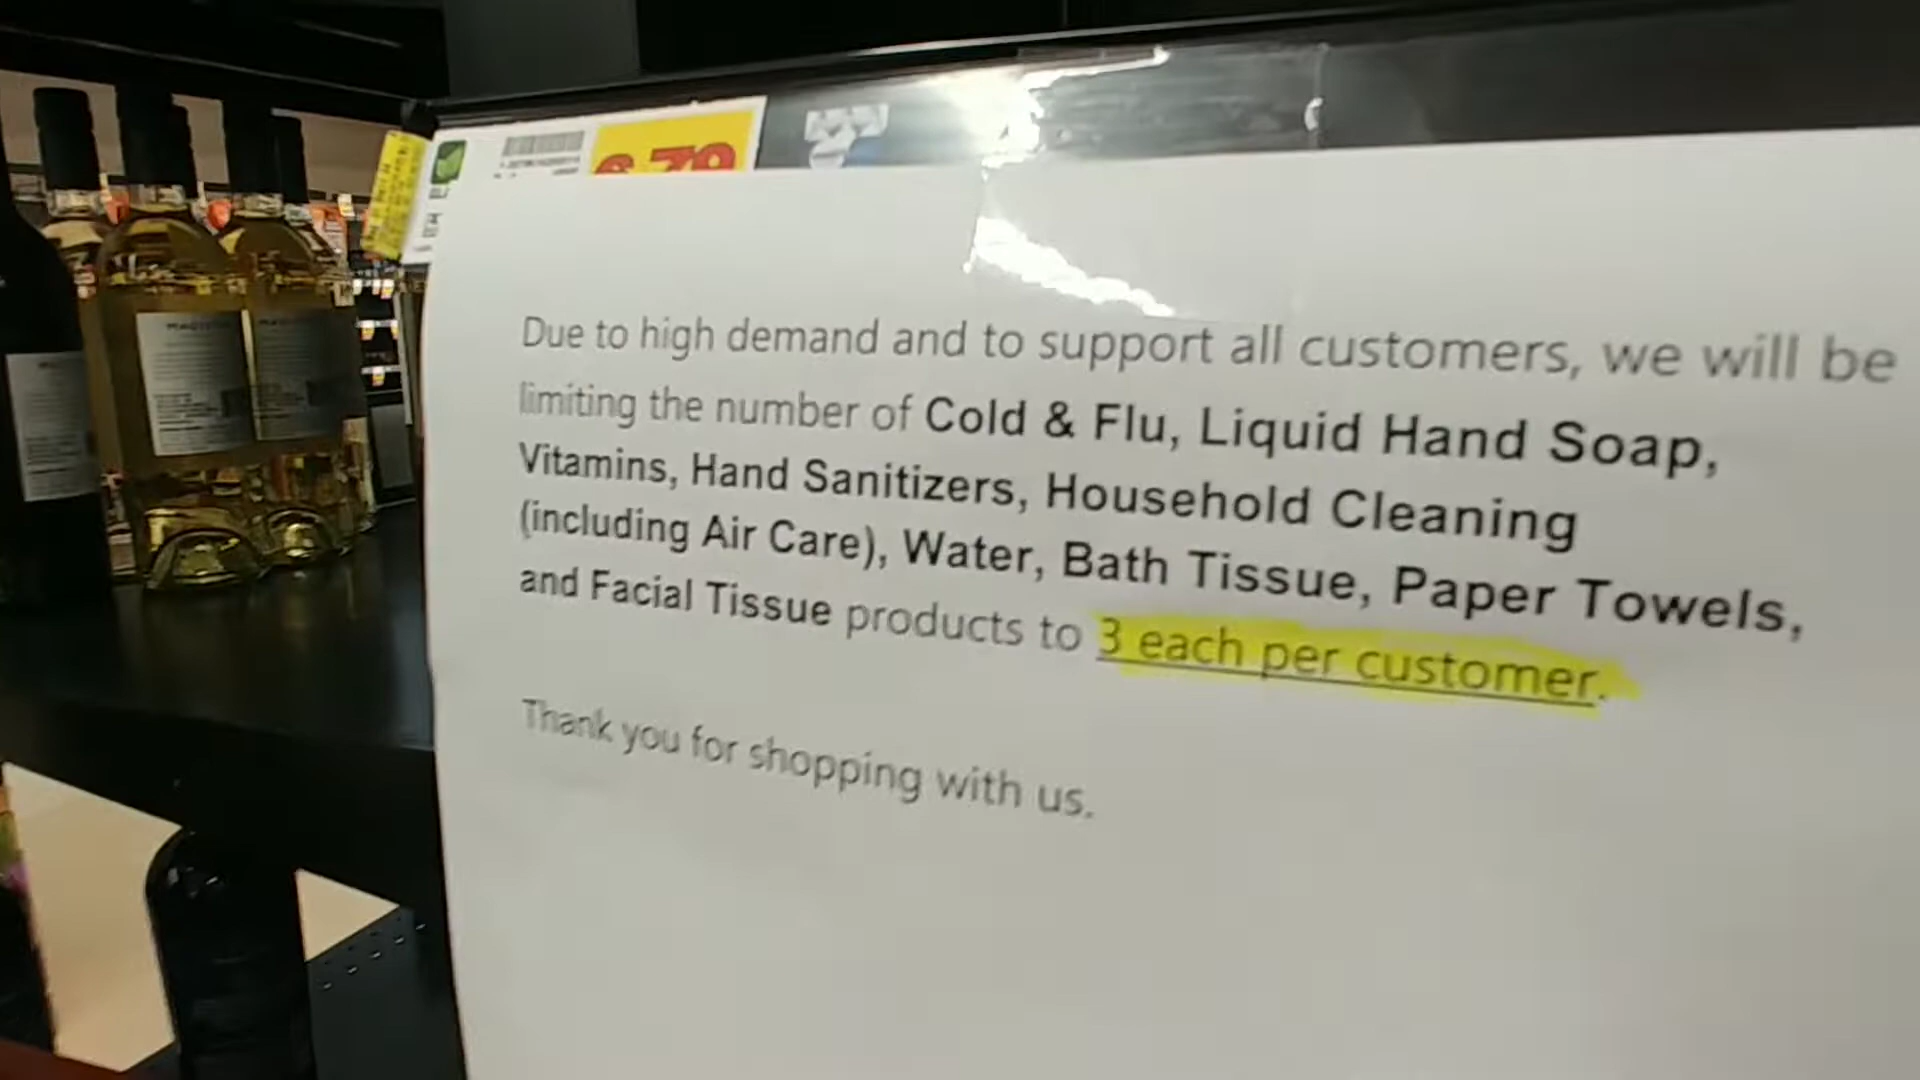 Due to high demand and to support all customers, we will be
limiting the number of Cold & Flu, Liquid Hand Soap,
Vitamins, Hand Sanitizers, Household Cleaning
(including Air Care), Water, Bath Tissue, Paper Towels,
and Facial Tissue products to 3 each per customer.
Thank you for shopping with us.